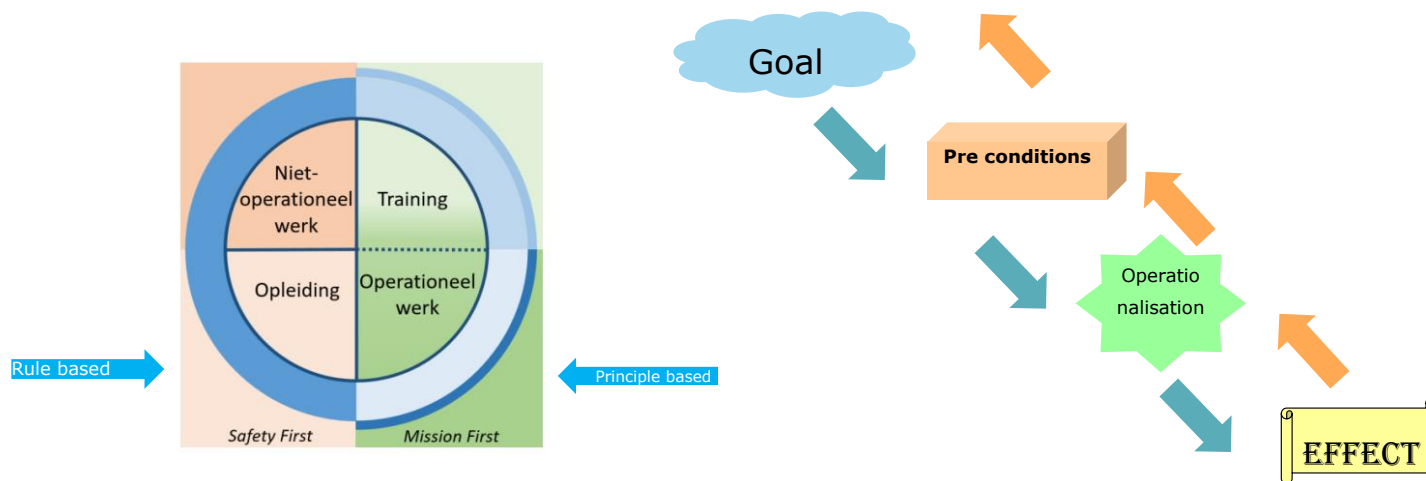 Niet-
operationeel
werk
Training
Opleiding
Operationeel
werk
Rule based
Principle based
Safety First
Mission First
Goal
Pre conditions
Operatio
nalisation
EFFECT